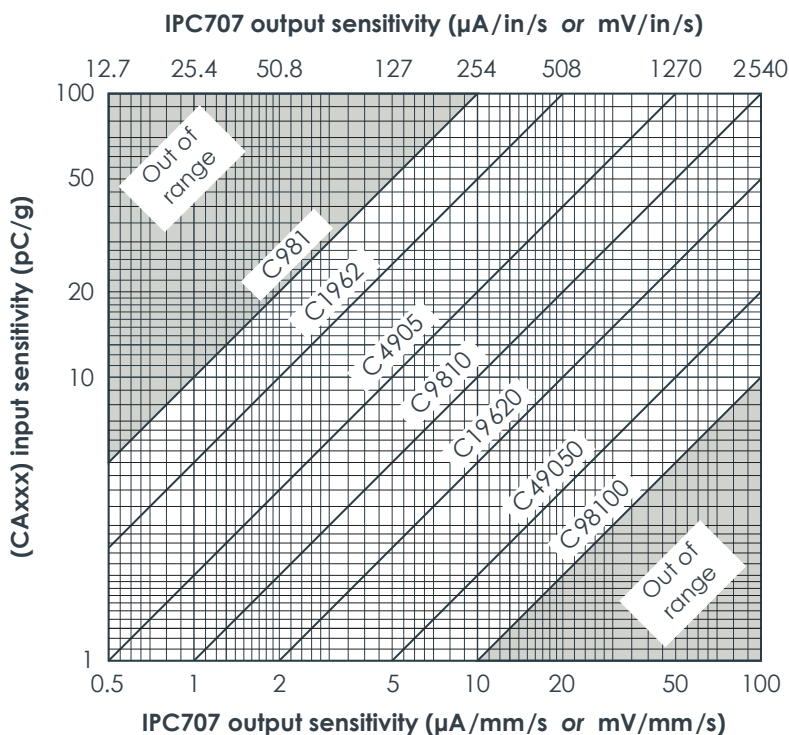 IPC707 output sensitivity (µA/in/s or mV/in/s)
12.7 25.4 50.8 127 254 508 1270 2540
100
50
20
10
1
(CAxxx) input sensitivity (pC/g)
Out of
range
C981
C1962
C4905
C9810
C19620
C49050
C98100
Out of
range
0.5 1 2 5 10 20 50 100
IPC707 output sensitivity (µA/mm/s or mV/mm/s)